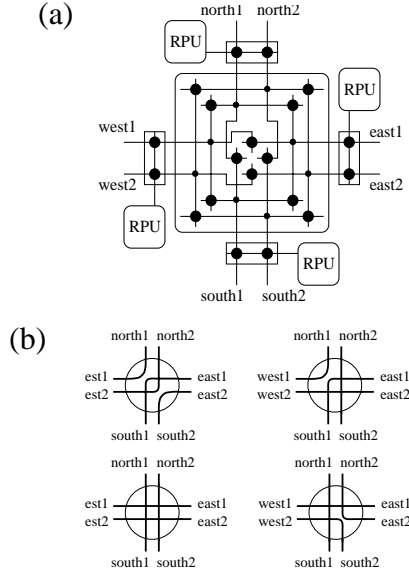 (a)
north1 north2
RPU
RPU
west1
east1
west2
east2
RPU
RPU
south1 south2
(b)
north1 north2
north1 north2
est1
east1
west1
east1
est2
east2
west2
east2
south1 south2
south1 south2
north1 north2
north1 north2
est1
east1
west1
east1
est2
east2
west2
east2
south1 south2
south1 south2